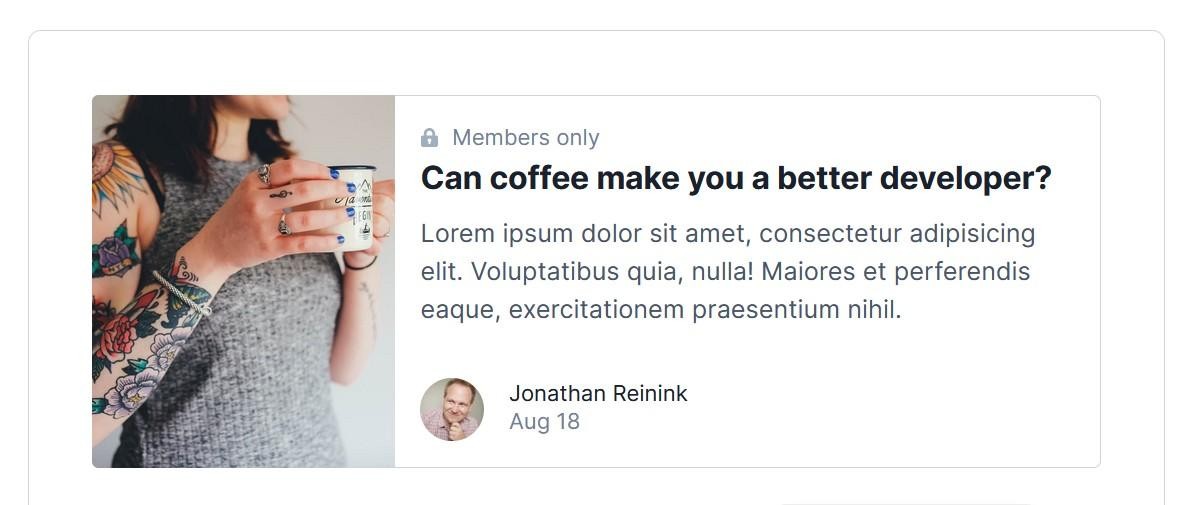 Members only
Can coffee make you a better developer?
Lorem ipsum dolor sit amet, consectetur adipisicing
elit. Voluptatibus quia, nulla! Maiores et perferendis
eaque, exercitationem praesentium nihil.
Jonathan Reinink
Aug 18